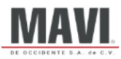 MAVI
DE OCCIDENTE S.A. de C.V.